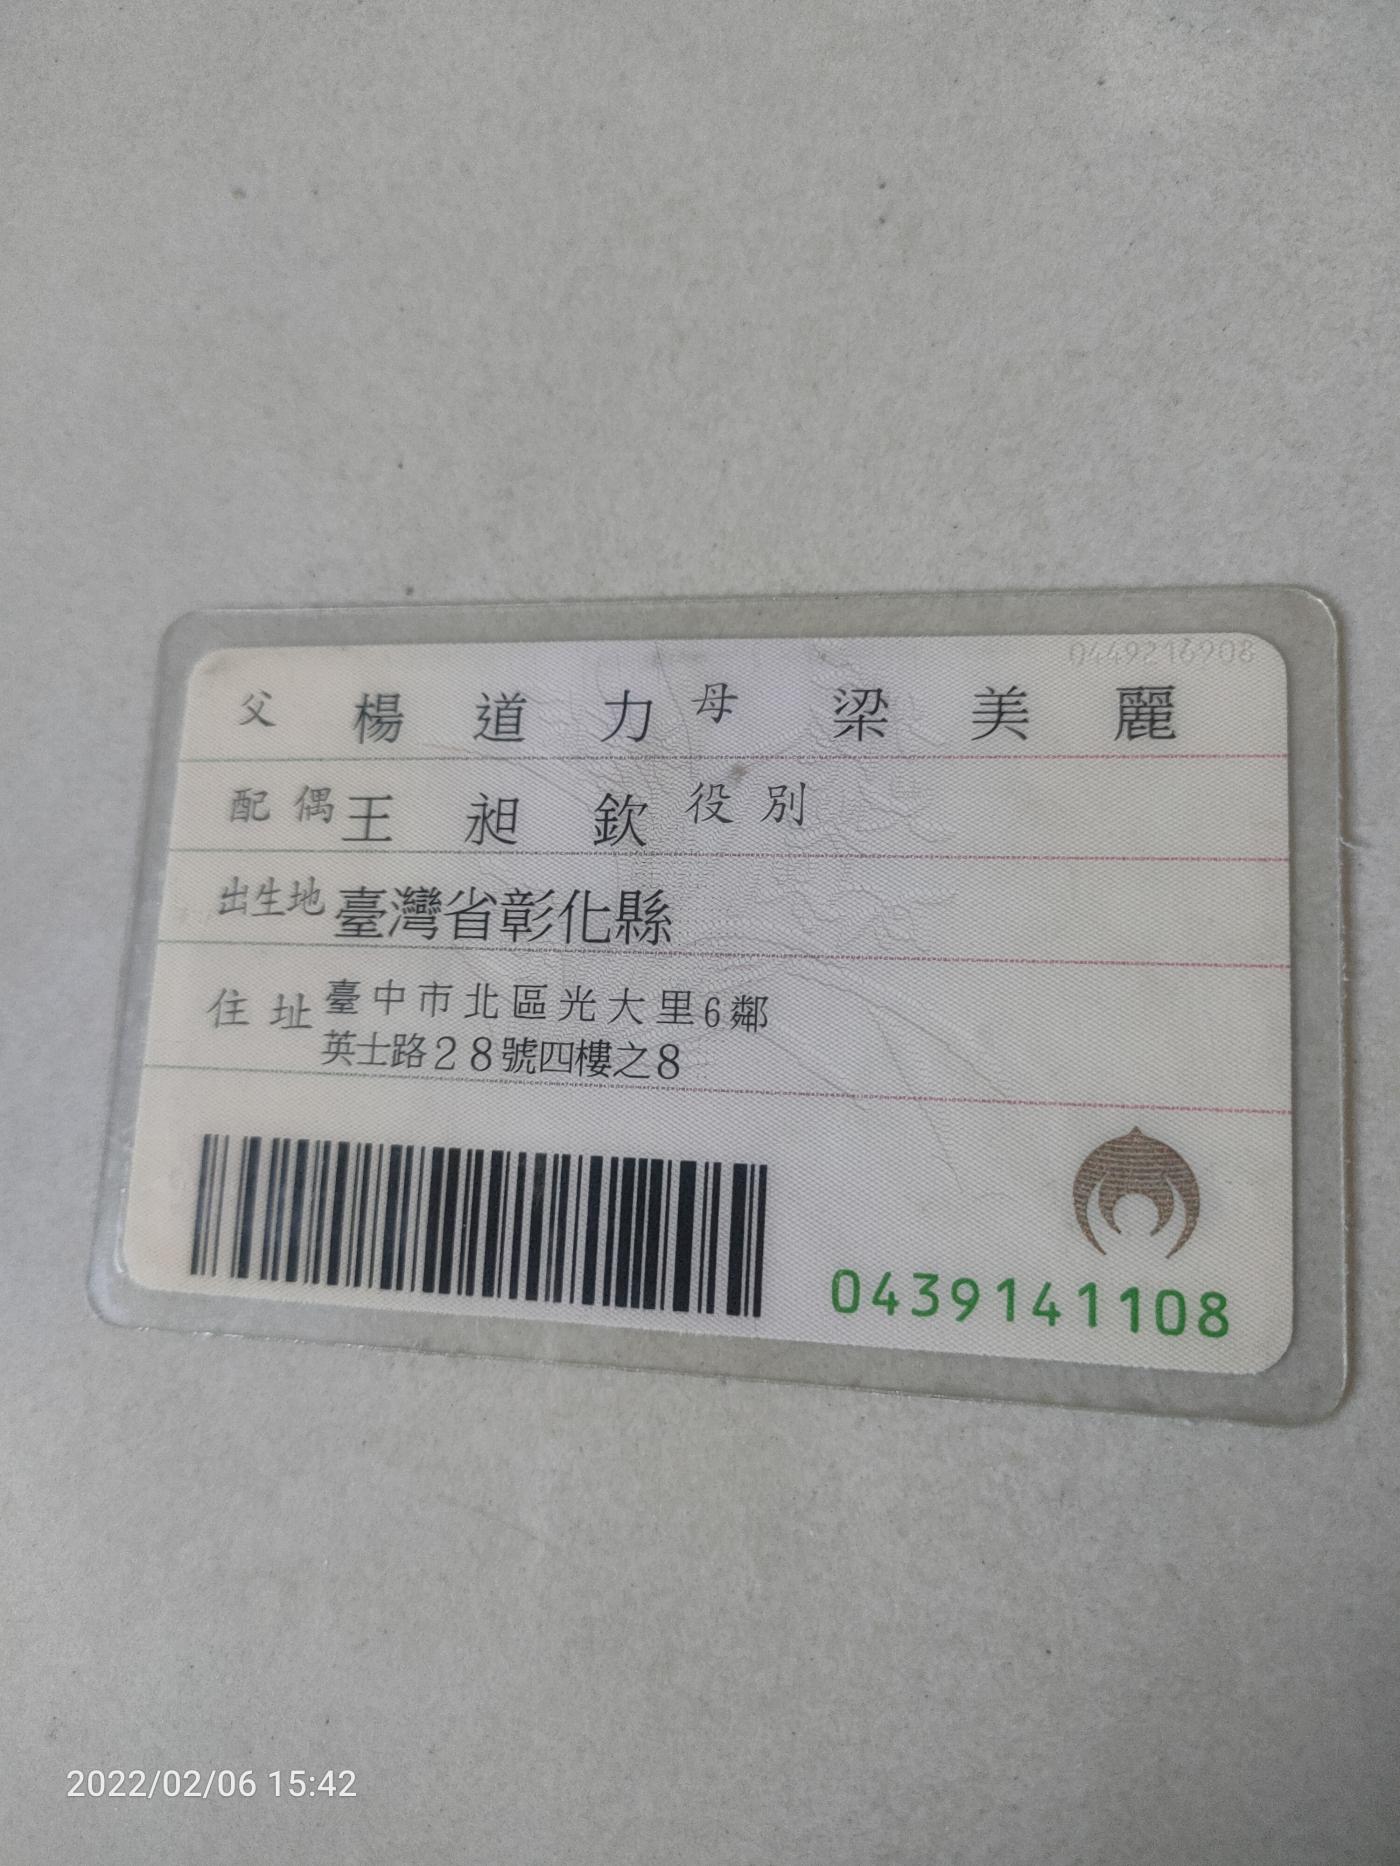 0449216908
父 楊道力 母 梁美麗
配偶 王昶欽 役別
出生地 臺灣省彰化縣
住址 臺中市北區光大里6鄰
英士路28號四樓之8
0439141108
2022/02/06 15:42